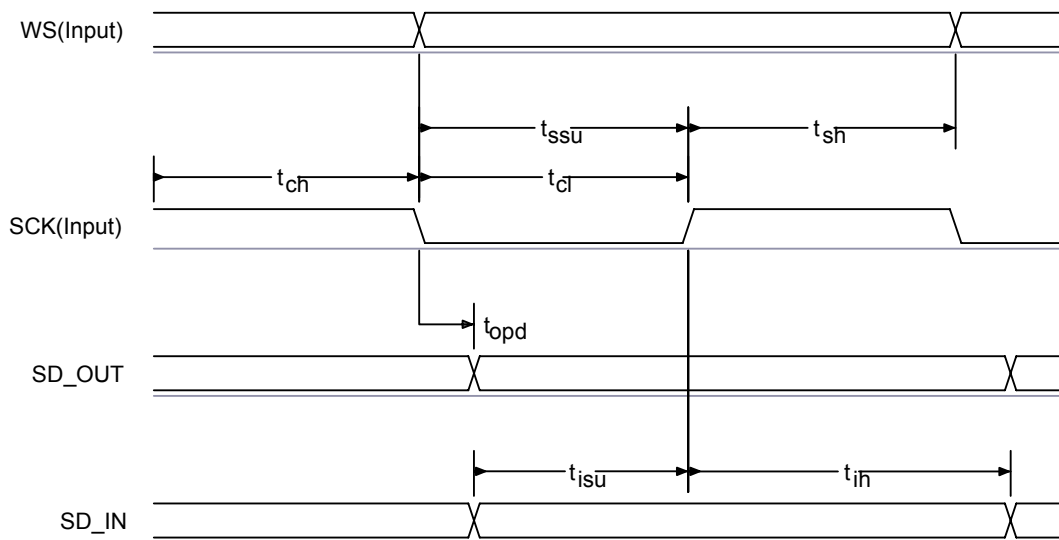 WS(Input)
tssu
tsh
tch
tcl
SCK(Input)
topd
SD_OUT
tisu
tih
SD_IN